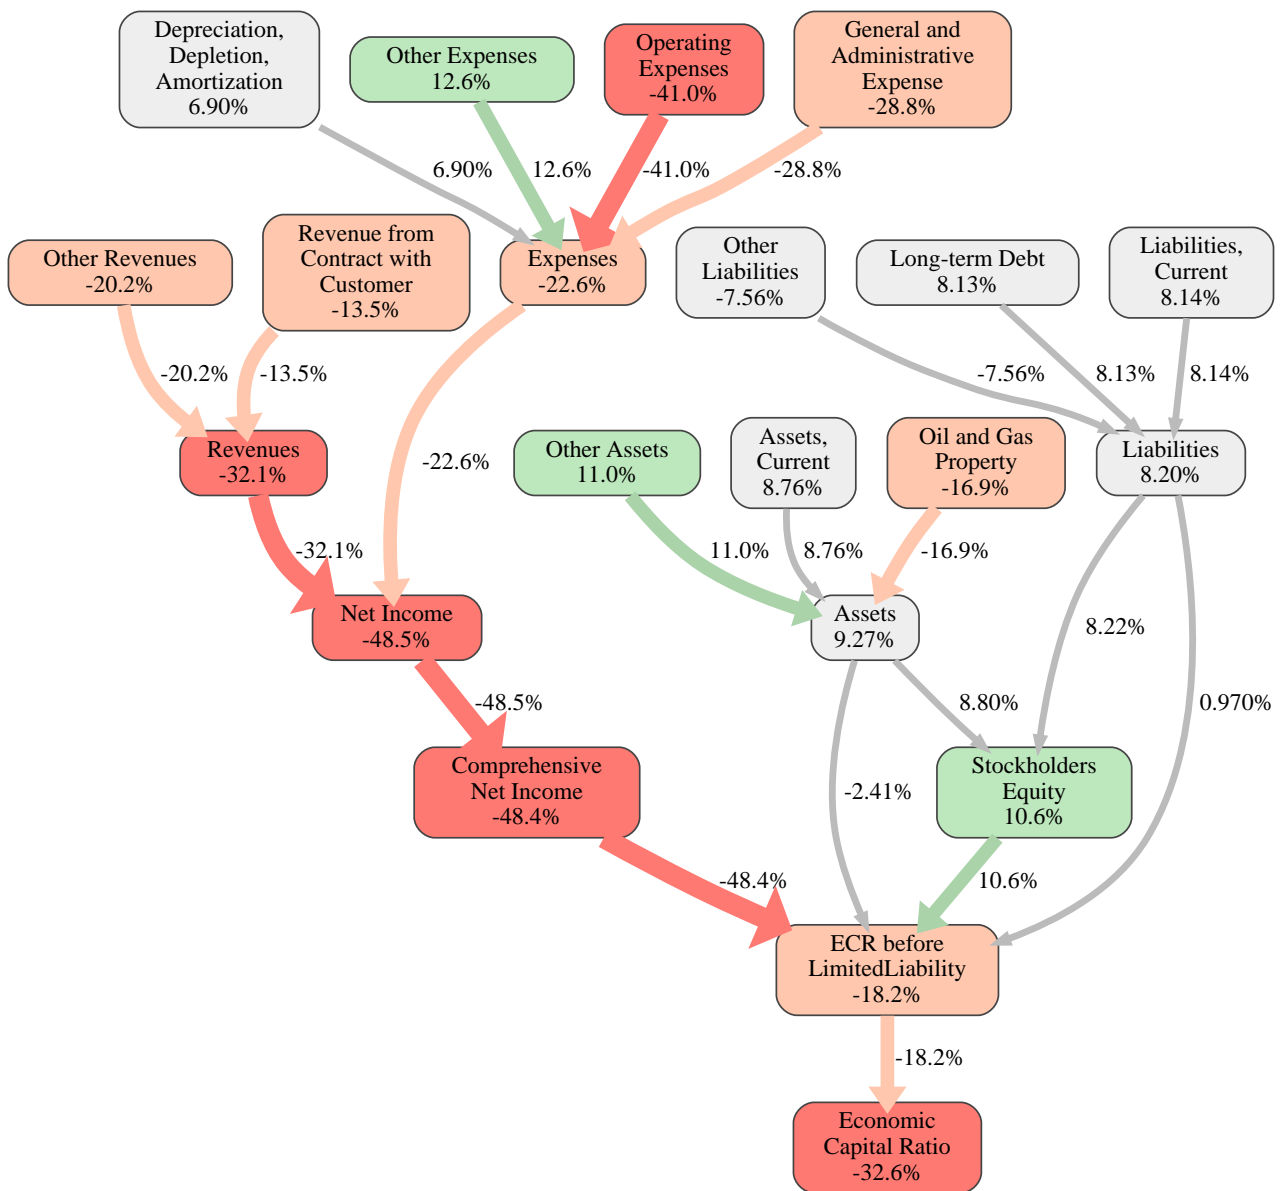 Depreciation,
Depletion,
Amortization
6.90%
Other Expenses
12.6%
Operating
Expenses
-41.0%
General and
Administrative
Expense
-28.8%
6.90%
12.6%
-41.0%
-28.8%
Other Revenues
-20.2%
Revenue from
Contract with
Customer
-13.5%
Expenses
-22.6%
Other
Liabilities
-7.56%
Long-term Debt
8.13%
Liabilities,
Current
8.14%
-20.2%
-13.5%
-7.56%
8.13%
8.14%
Revenues
-32.1%
-22.6%
Other Assets
11.0%
Assets,
Current
8.76%
Oil and Gas
Property
-16.9%
Liabilities
8.20%
-32.1%
11.0%
8.76%
-16.9%
Net Income
-48.5%
Assets
9.27%
8.22%
-48.5%
8.80%
0.970%
Comprehensive
Net Income
-48.4%
-2.41%
Stockholders
Equity
10.6%
-48.4%
10.6%
ECR before
LimitedLiability
-18.2%
-18.2%
Economic
Capital Ratio
-32.6%